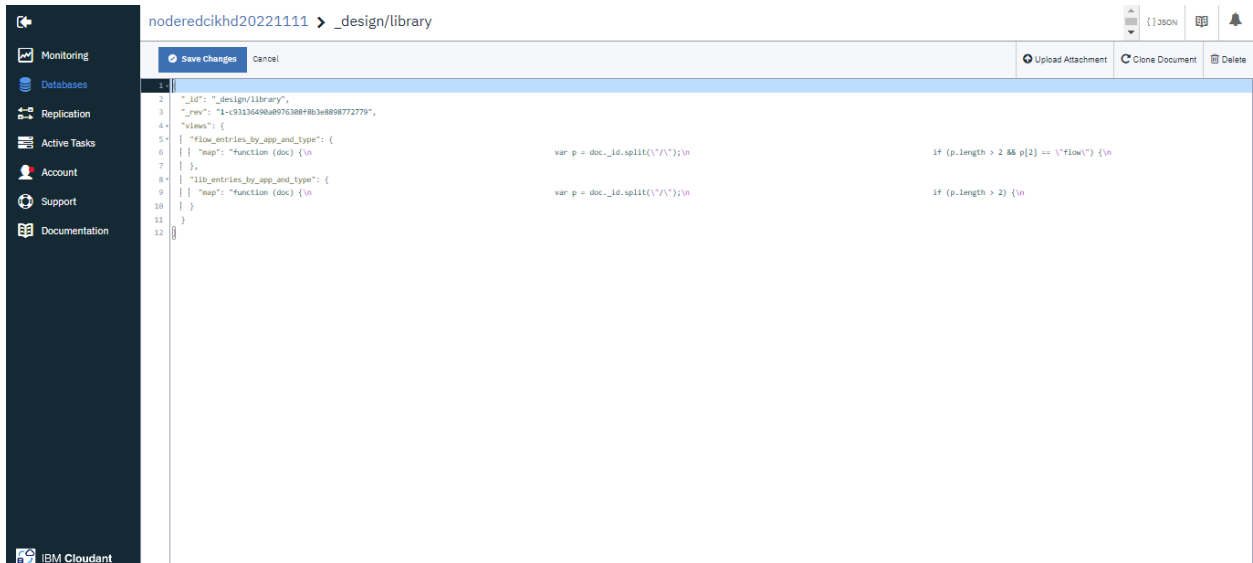 noderedcikhd20221111 > _design/library
{ } JSON
Monitoring
Databases
Replication
Active Tasks
Account
Support
Documentation
IBM Cloudant
Save Changes Cancel
Upload Attachment Clone Document Delete
1 {
2 "_id": "_design/library",
3 "_rev": "1-c93136490a0976308f8b3e8898772779",
4 "views": {
5 "flow_entries_by_app_and_type": {
6 "map": "function (doc) {\n var p = doc._id.split(\"/\");\n if (p.length > 2 && p[2] == \"flow\") {\n
7 },
8 "lib_entries_by_app_and_type": {
9 "map": "function (doc) {\n var p = doc._id.split(\"/\");\n if (p.length > 2) {\n
10 }
11 }
12 }